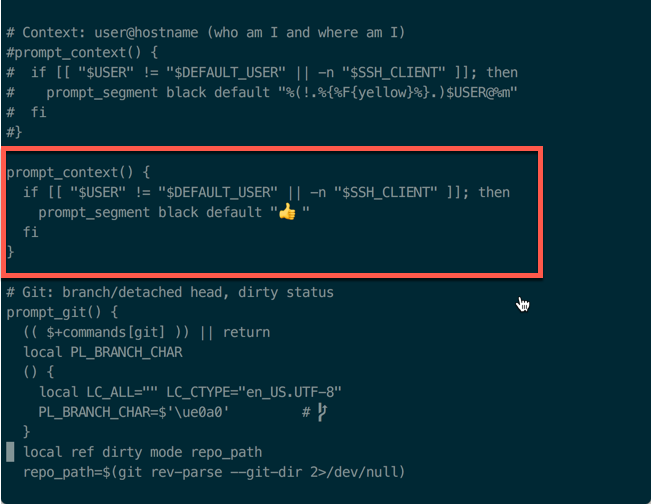 # Context: user@hostname (who am I and where am I)
#prompt_context() {
#  if [[ "$USER" != "$DEFAULT_USER" || -n "$SSH_CLIENT" ]]; then
#    prompt_segment black default "%(!.%{%F{yellow}%}.)$USER@%m"
#  fi
#}
prompt_context() {
  if [[ "$USER" != "$DEFAULT_USER" || -n "$SSH_CLIENT" ]]; then
    prompt_segment black default "👍 "
  fi
}
# Git: branch/detached head, dirty status
prompt_git() {
  (( $+commands[git] )) || return
  local PL_BRANCH_CHAR
  () {
    local LC_ALL="" LC_CTYPE="en_US.UTF-8"
    PL_BRANCH_CHAR=$'\ue0a0'         # 
  }
  local ref dirty mode repo_path
  repo_path=$(git rev-parse --git-dir 2>/dev/null)